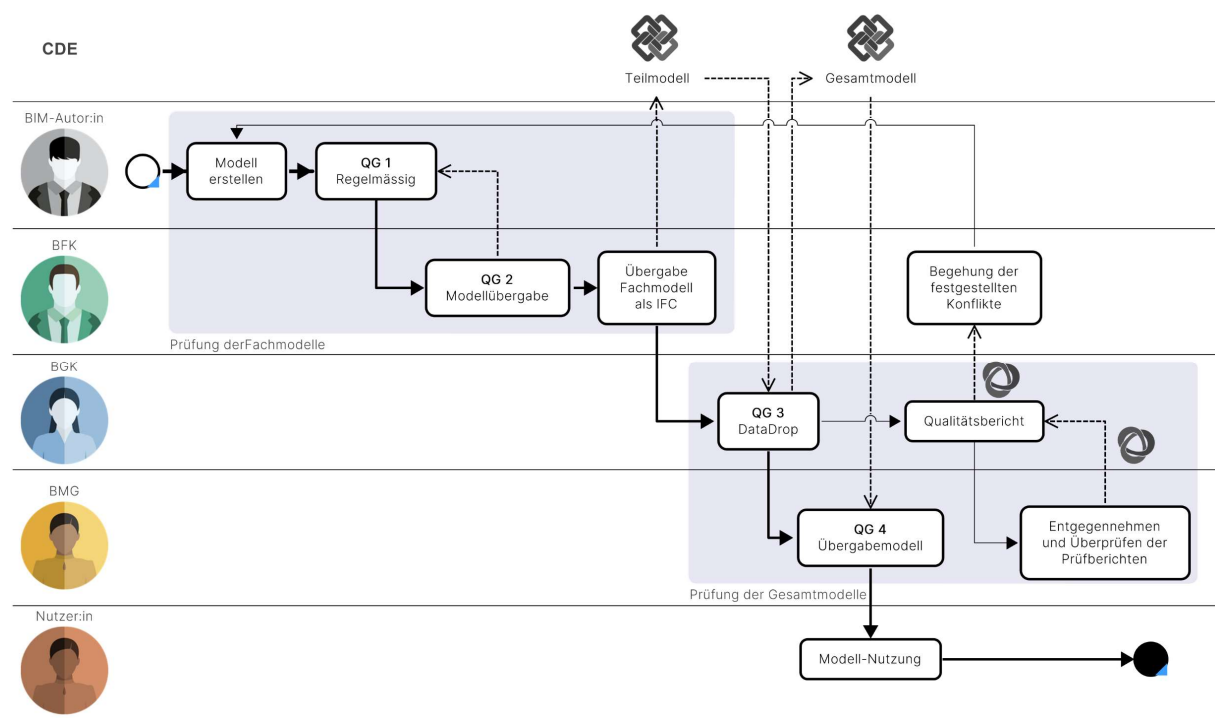 CDE
Teilmodell
Gesamtmodell
BIM-Autor:in
Modell
erstellen
QG 1
Regelmässig
BFK
QG 2
Modellübergabe
Übergabe
Fachmodell
als IFC
Begehung der
festgestellten
Konflikte
Prüfung derFachmodelle
BGK
QG 3
DataDrop
Qualitätsbericht
BMG
QG 4
Übergabemodell
Entgegennehmen
und Überprüfen der
Prüfberichten
Prüfung der Gesamtmodelle
Nutzer:in
Modell-Nutzung